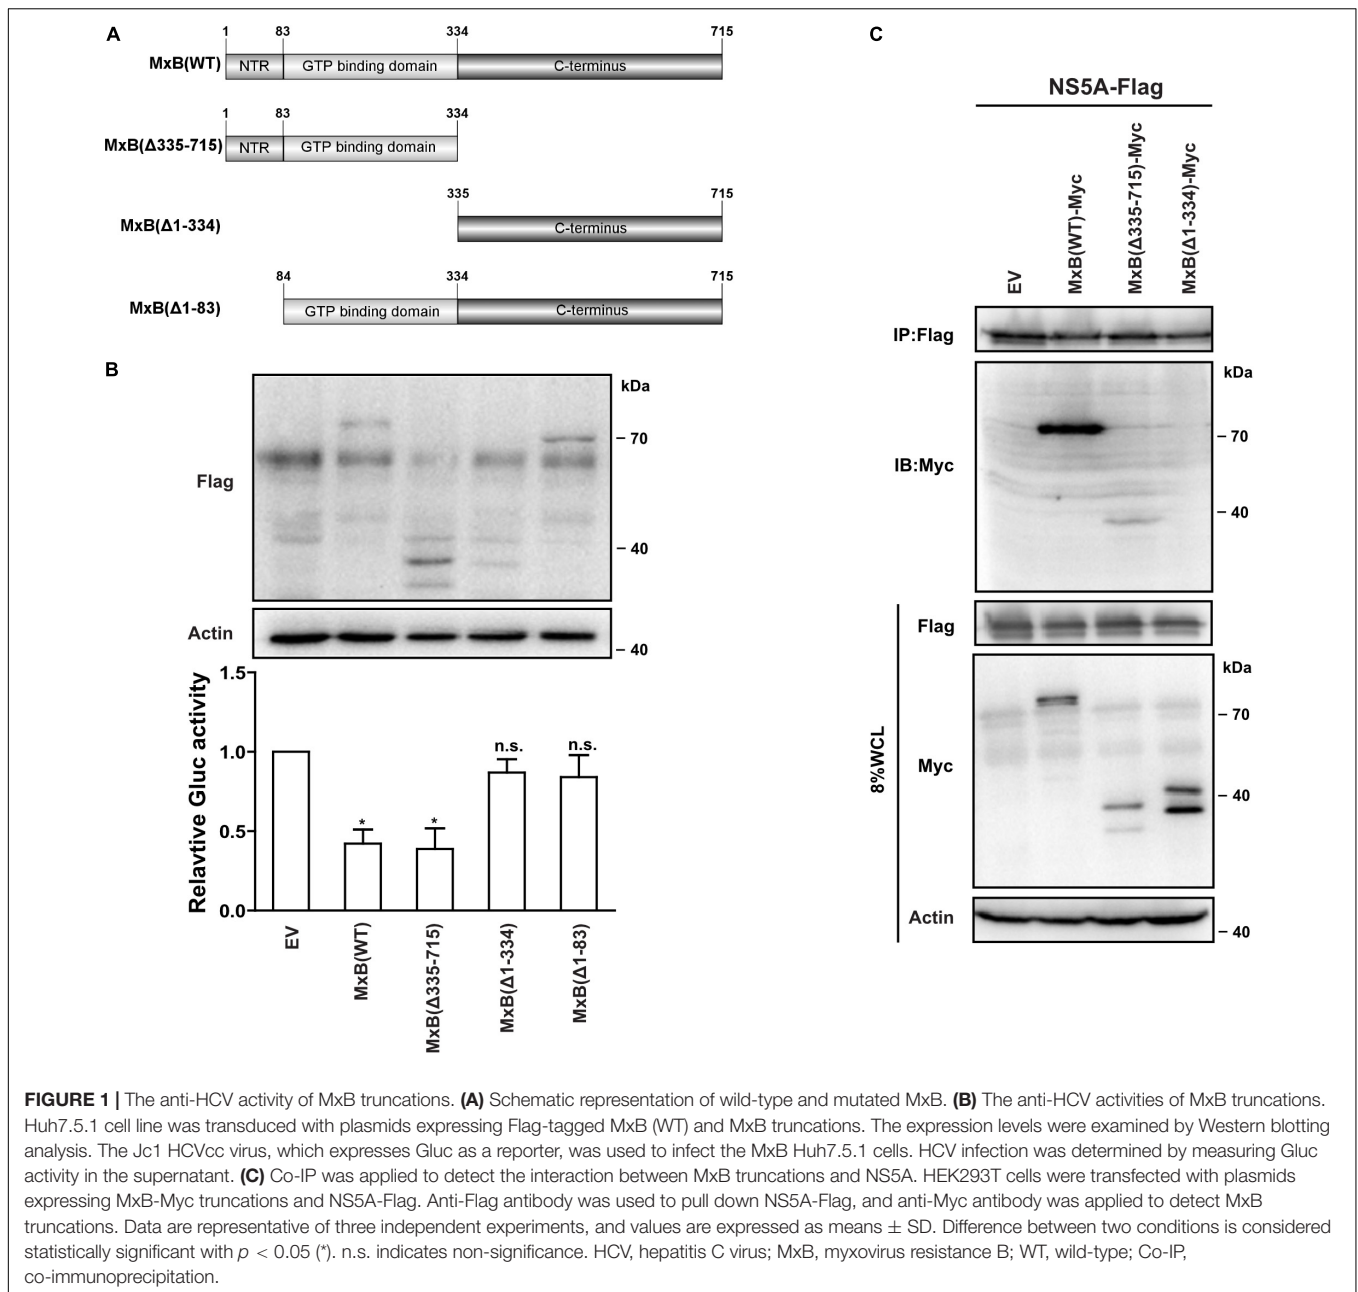 A
1 83 334 715
MxB(WT) NTR GTP binding domain C-terminus
1 83 334
MxB(Δ335-715) NTR GTP binding domain
335 715
MxB(Δ1-334) C-terminus
84 334 715
MxB(Δ1-83) GTP binding domain C-terminus
B
kDa
70
Flag
40
Actin
40
Relavtive Gluc activity
1.5
1.0
0.5
0.0
* * n.s. n.s.
EV
MxB(WT)
MxB(Δ335-715)
MxB(Δ1-334)
MxB(Δ1-83)
C
NS5A-Flag
EV
MxB(WT)-Myc
MxB(Δ335-715)-Myc
MxB(Δ1-334)-Myc
IP:Flag
kDa
70
IB:Myc
40
8%WCL
Flag
kDa
70
Myc
40
Actin
40
FIGURE 1 | The anti-HCV activity of MxB truncations. (A) Schematic representation of wild-type and mutated MxB. (B) The anti-HCV activities of MxB truncations.
Huh7.5.1 cell line was transduced with plasmids expressing Flag-tagged MxB (WT) and MxB truncations. The expression levels were examined by Western blotting
analysis. The Jc1 HCVcc virus, which expresses Gluc as a reporter, was used to infect the MxB Huh7.5.1 cells. HCV infection was determined by measuring Gluc
activity in the supernatant. (C) Co-IP was applied to detect the interaction between MxB truncations and NS5A. HEK293T cells were transfected with plasmids
expressing MxB-Myc truncations and NS5A-Flag. Anti-Flag antibody was used to pull down NS5A-Flag, and anti-Myc antibody was applied to detect MxB
truncations. Data are representative of three independent experiments, and values are expressed as means ± SD. Difference between two conditions is considered
statistically significant with p < 0.05 (*). n.s. indicates non-significance. HCV, hepatitis C virus; MxB, myxovirus resistance B; WT, wild-type; Co-IP,
co-immunoprecipitation.